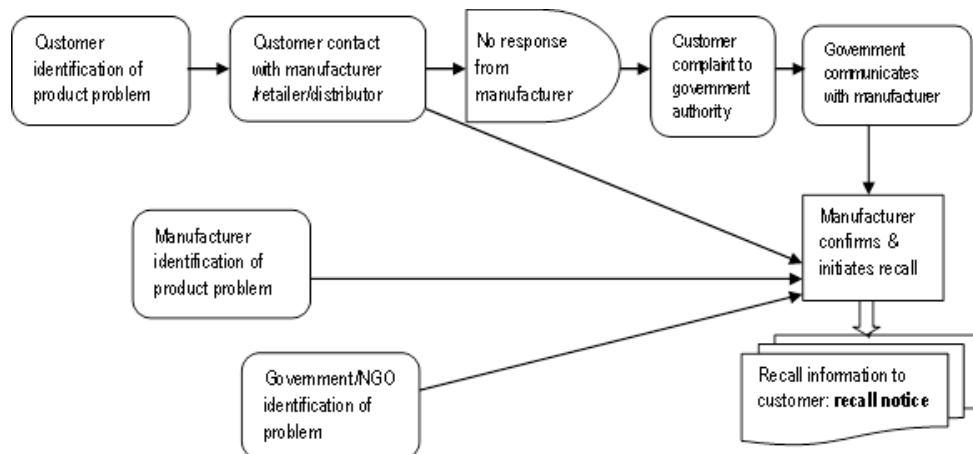 Customer
identification of
product problem
Customer contact
with manufacturer
/retailer/distributor
No response
from
manufacturer
Customer
complaint to
government
authority
Government
communicates
with manufacturer
Manufacturer
identification of
product problem
Manufacturer
confirms &
initiates recall
Government/NGO
identification of
problem
Recall information to
customer: recall notice